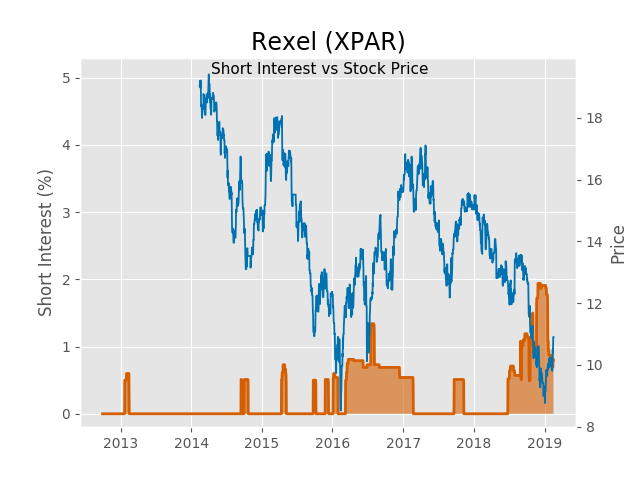 Rexel (XPAR)
Short Interest vs Stock Price
Short Interest (%)
5
4
3
2
1
0
18
16
14
12
10
8
Price
2013 2014 2015 2016 2017 2018 2019